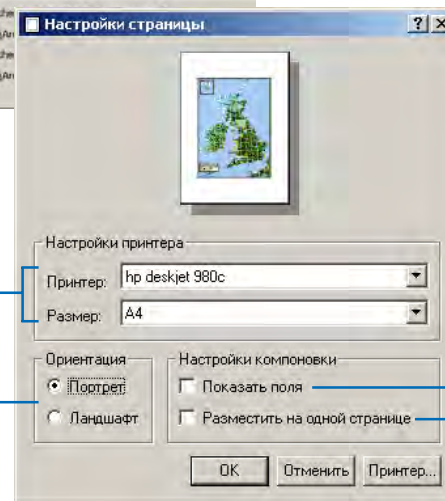 Настройки страницы
Настройки принтера
Принтер: hp deskjet 980c
Размер: A4
Ориентация
Портрет
Ландшафт
Настройки компоновки
Показать поля
Разместить на одной странице
OK Отменить Принтер...